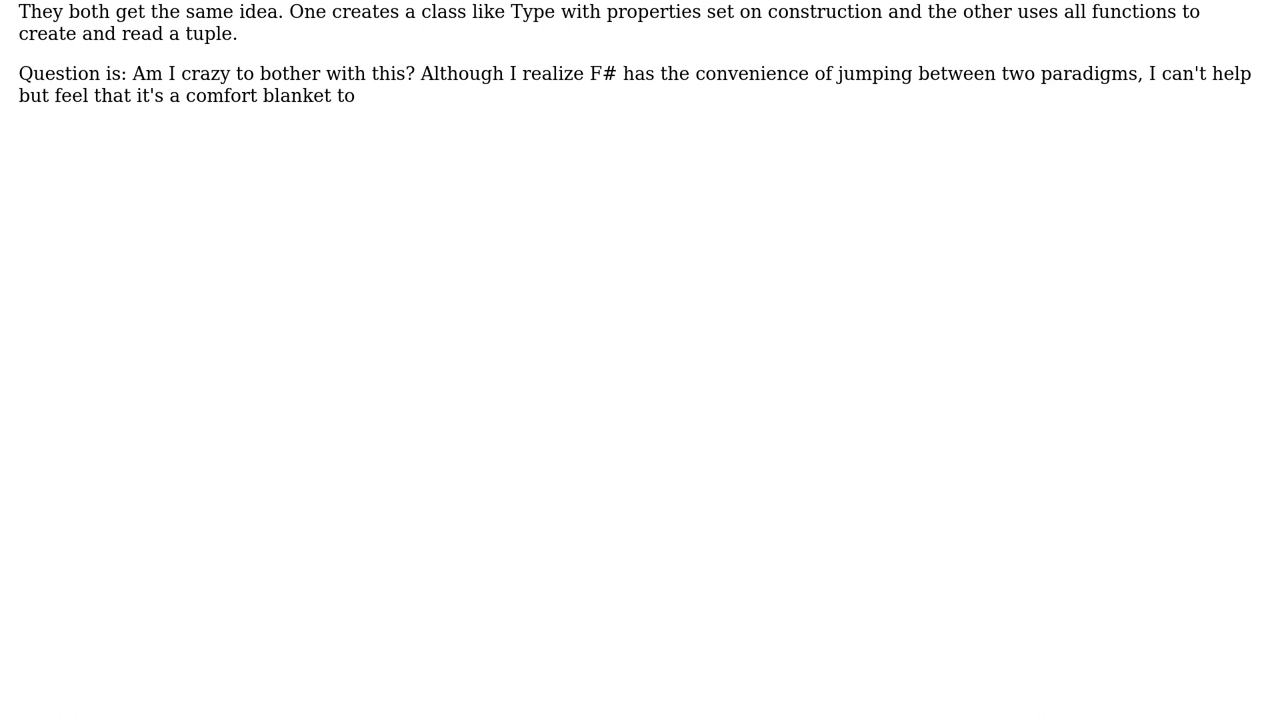 They both get the same idea. One creates a class like Type with properties set on construction and the other uses all functions to
create and read a tuple.
Question is: Am I crazy to bother with this? Although I realize F# has the convenience of jumping between two paradigms, I can't help
but feel that it's a comfort blanket to